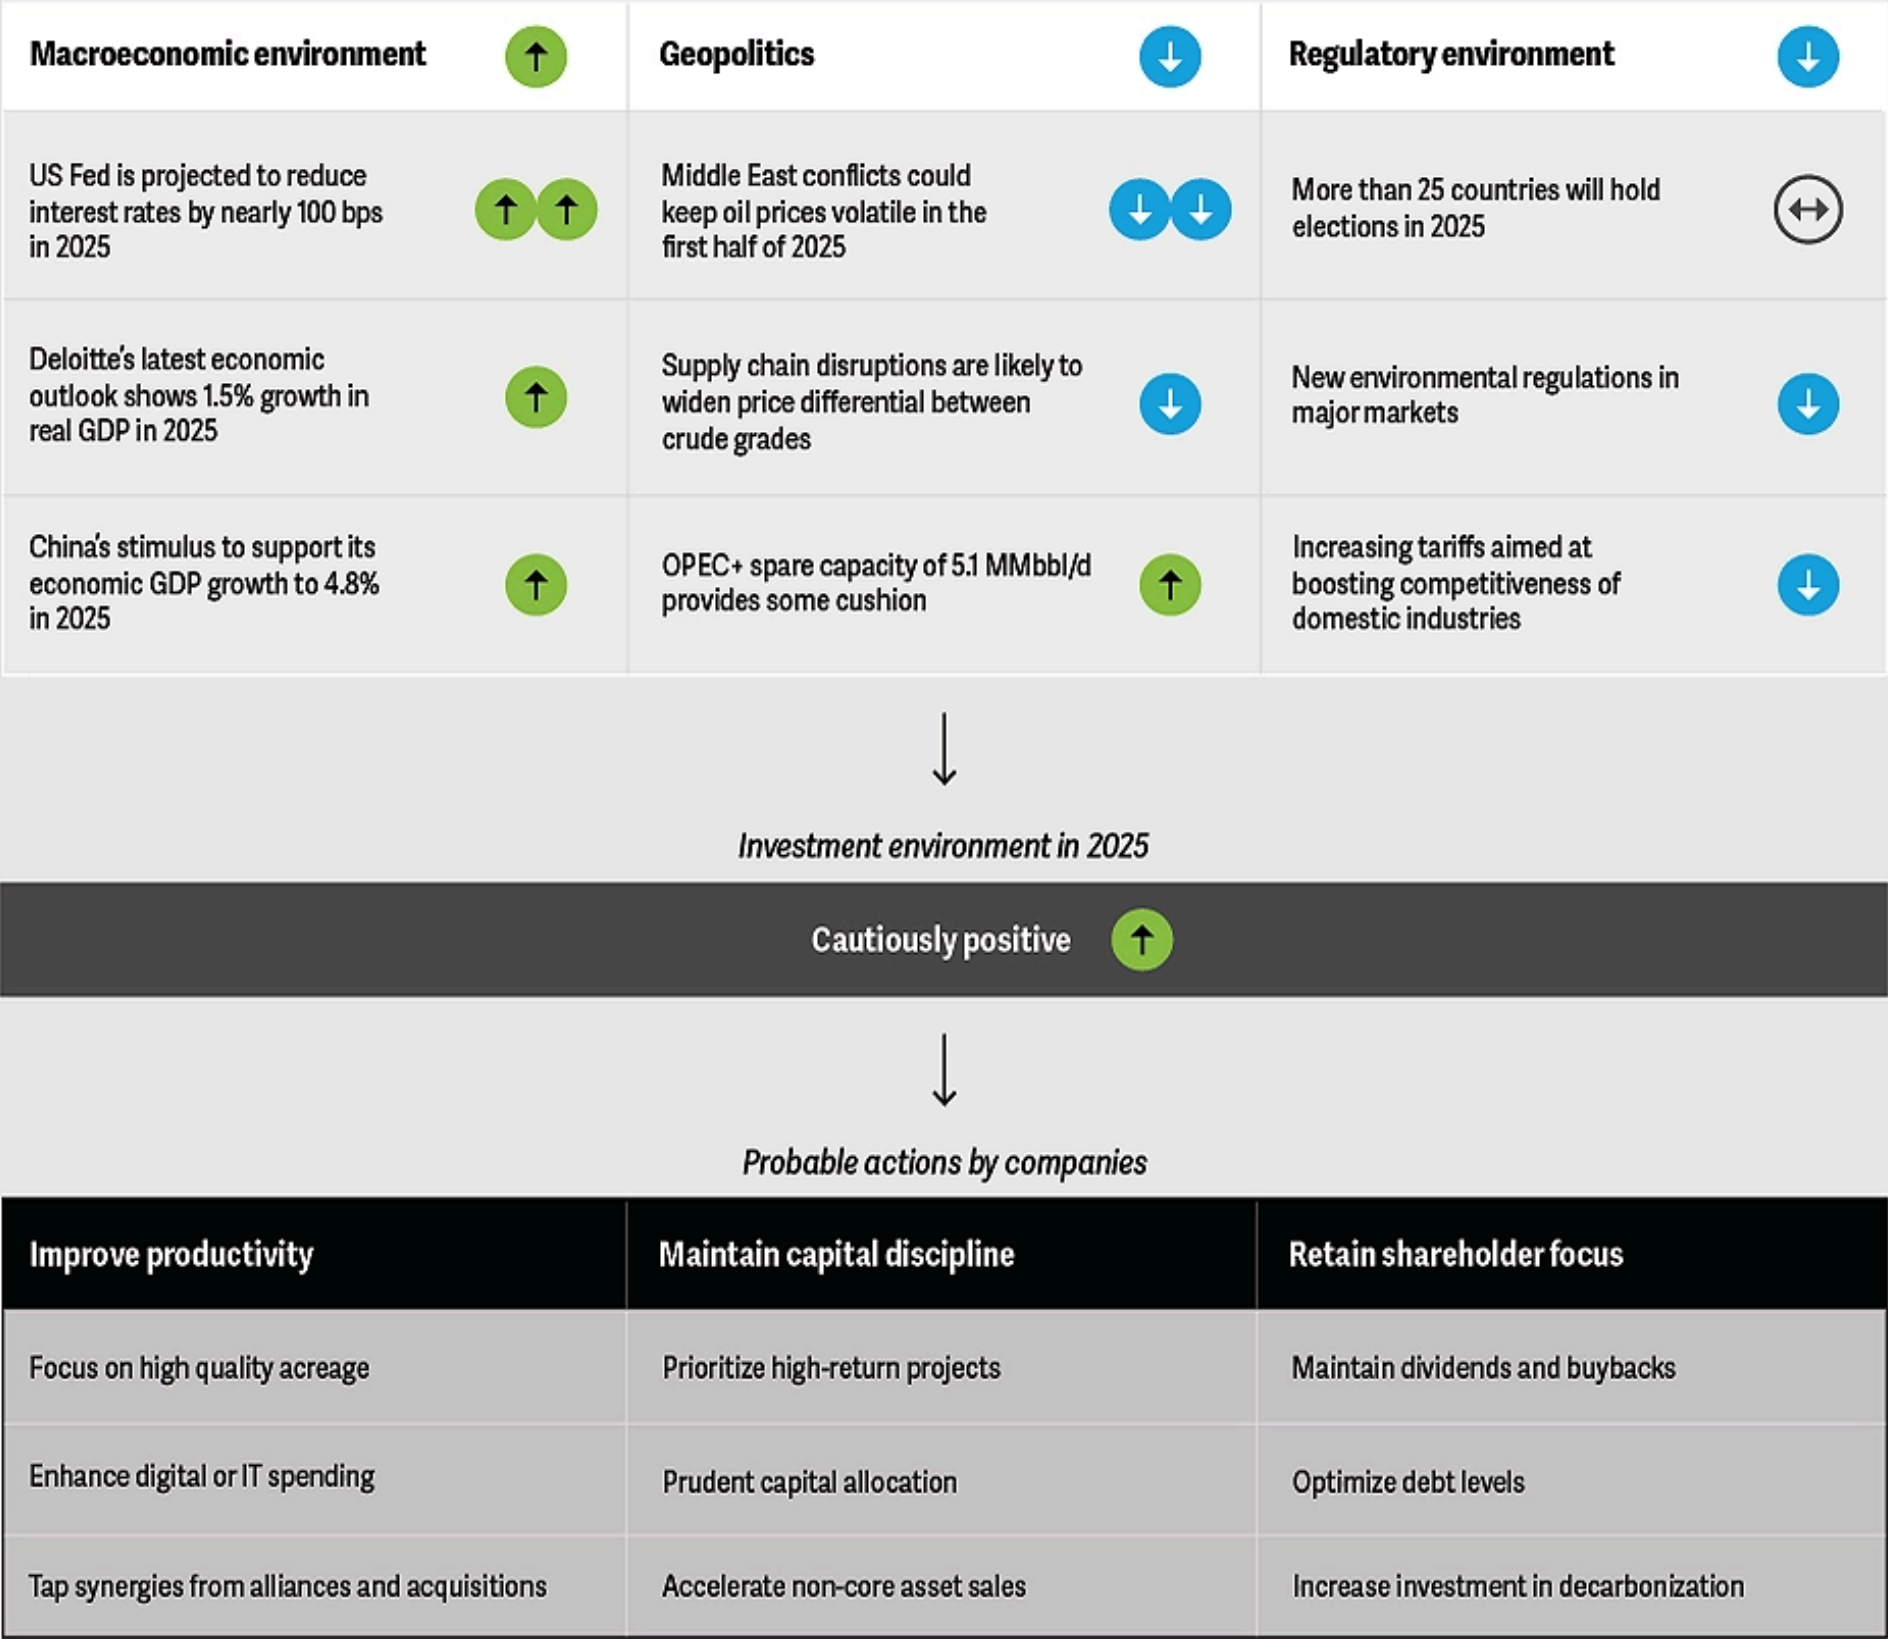 Macroeconomic environment
Geopolitics
Regulatory environment
US Fed is projected to reduce
interest rates by nearly 100 bps
in 2025
Middle East conflicts could
keep oil prices volatile in the
first half of 2025
More than 25 countries will hold
elections in 2025
Deloitte's latest economic
outlook shows 1.5% growth in
real GDP in 2025
Supply chain disruptions are likely to
widen price differential between
crude grades
New environmental regulations in
major markets
China's stimulus to support its
economic GDP growth to 4.8%
in 2025
OPEC+ spare capacity of 5.1 MMbbl/d
provides some cushion
Increasing tariffs aimed at
boosting competitiveness of
domestic industries
Investment environment in 2025
Cautiously positive
Probable actions by companies
Improve productivity
Maintain capital discipline
Retain shareholder focus
Focus on high quality acreage
Prioritize high-return projects
Maintain dividends and buybacks
Enhance digital or IT spending
Prudent capital allocation
Optimize debt levels
Tap synergies from alliances and acquisitions
Accelerate non-core asset sales
Increase investment in decarbonization